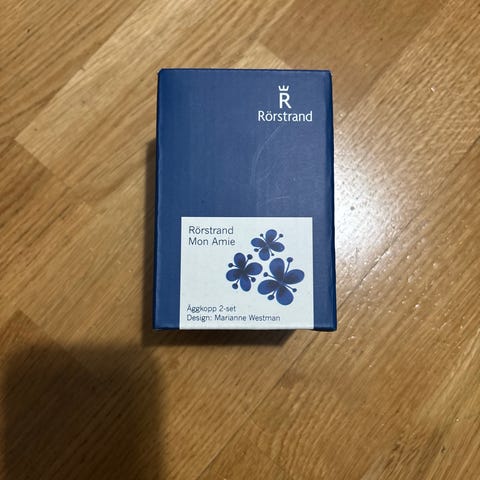 R
Rörstrand
Rörstrand
Mon Amie
Äggkopp 2-set
Design: Marianne Westman